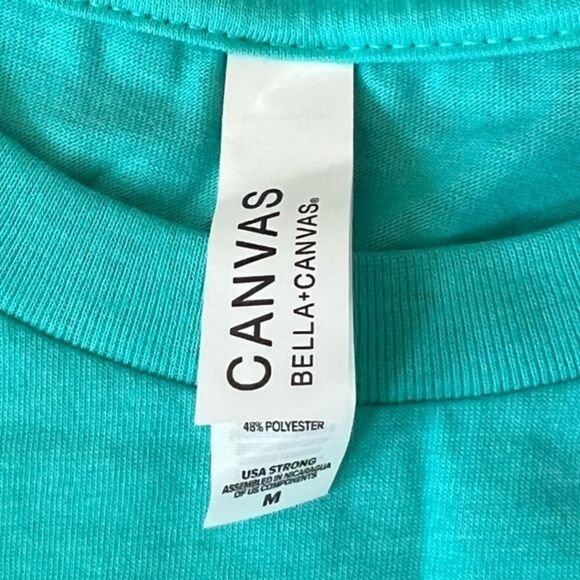 CANVAS
BELLA+CANVAS®
48% POLYESTER
USA STRONG
ASSEMBLED IN NICARAGUA
OF US COMPONENTS
M